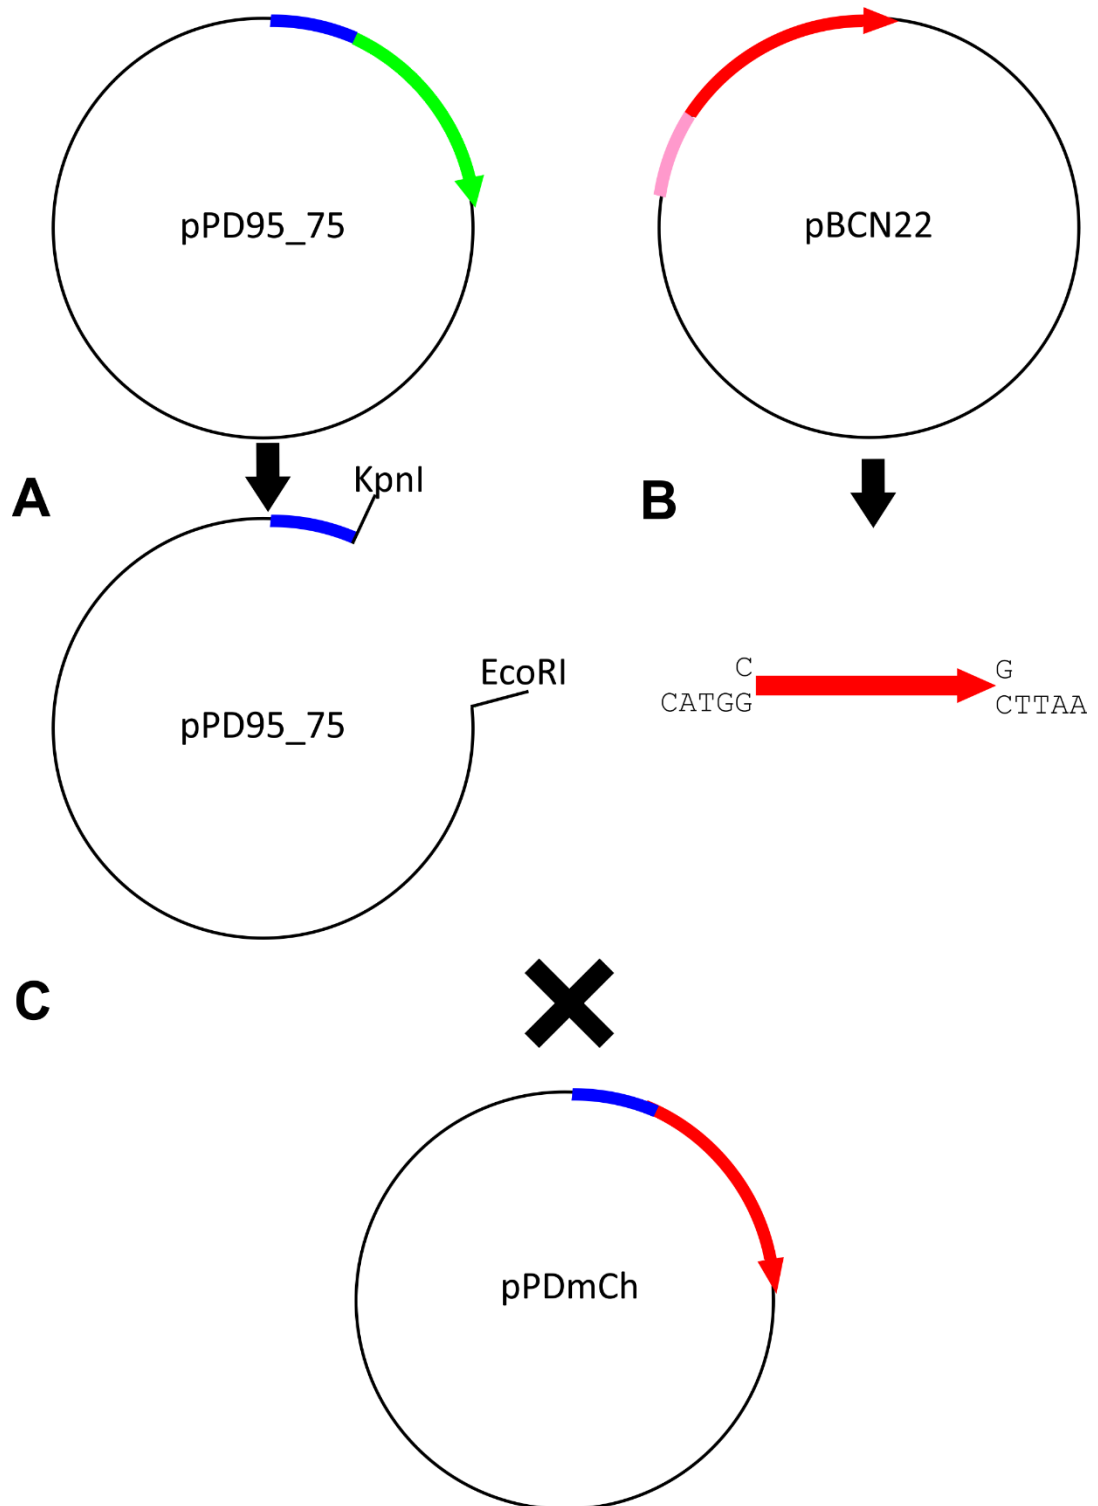 pPD95_75
pBCN22
A
KpnI
B
EcoRI
pPD95_75
C
CATGG
G
CTTAA
C
pPDmCh